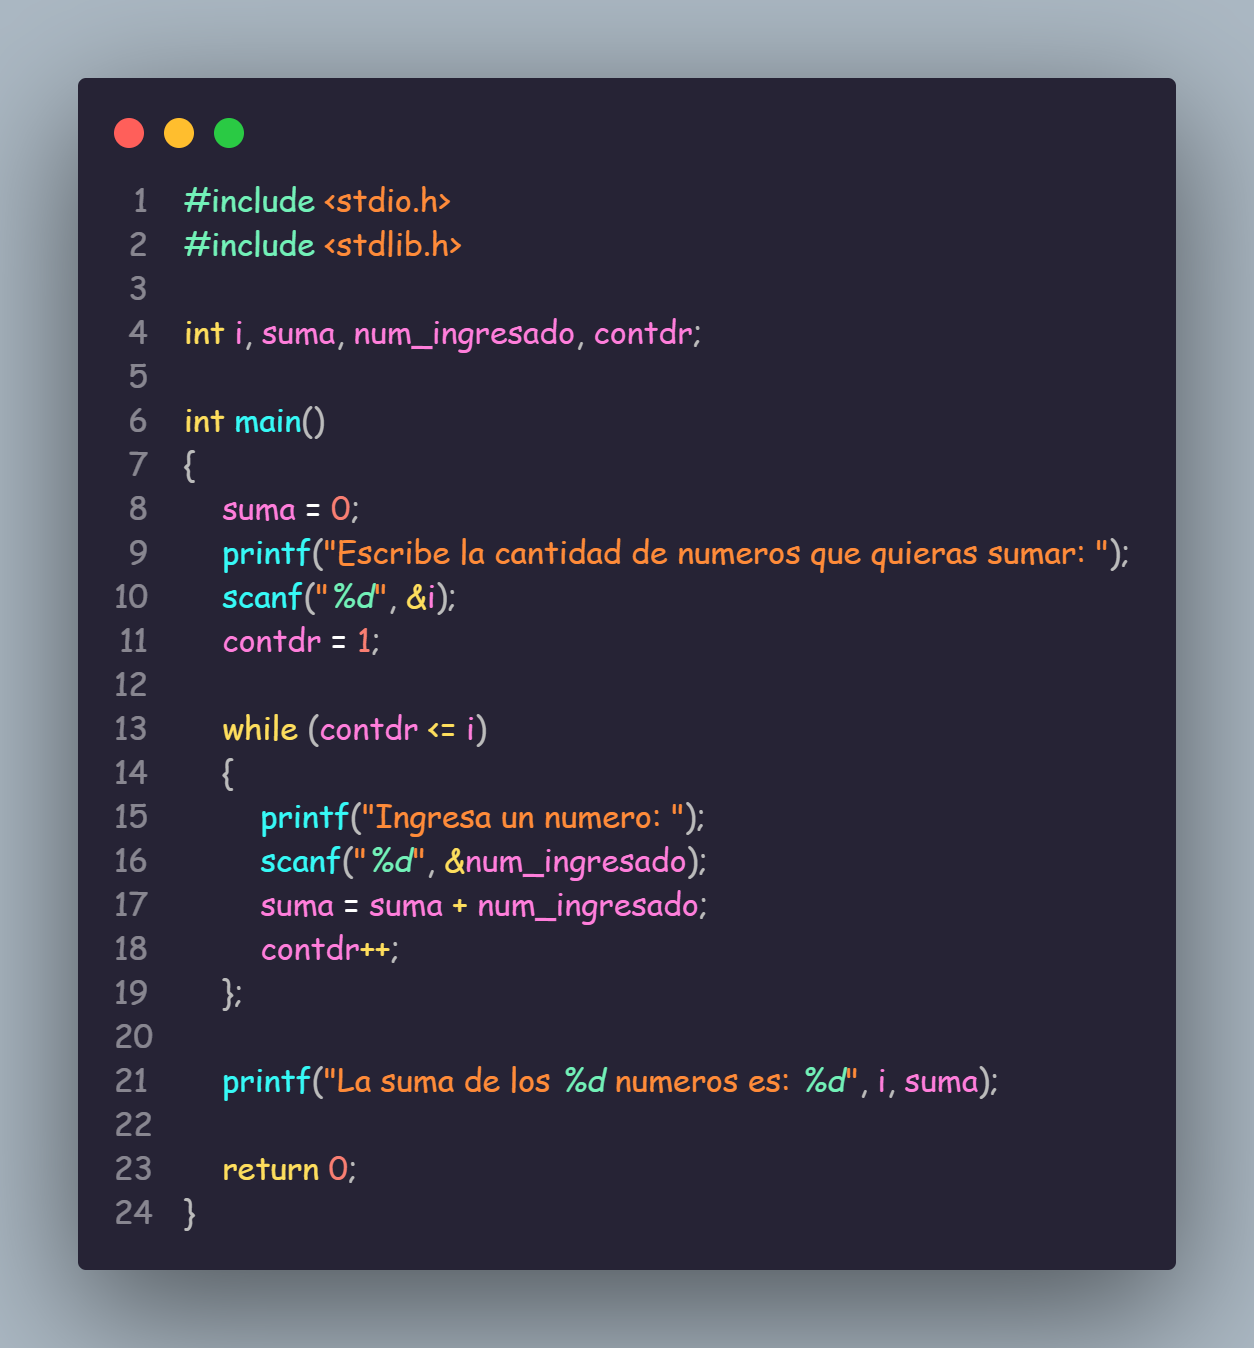 1 #include <stdio.h>
2 #include <stdlib.h>
3
4 int i, suma, num_ingresado, contdr;
5
6 int main()
7 {
8 suma = 0;
9 printf("Escribe la cantidad de numeros que quieras sumar: ");
10 scanf("%d", &i);
11 contdr = 1;
12
13 while (contdr <= i)
14 {
15 printf("Ingresa un numero: ");
16 scanf("%d", &num_ingresado);
17 suma = suma + num_ingresado;
18 contdr++;
19 };
20
21 printf("La suma de los %d numeros es: %d", i, suma);
22
23 return 0;
24 }